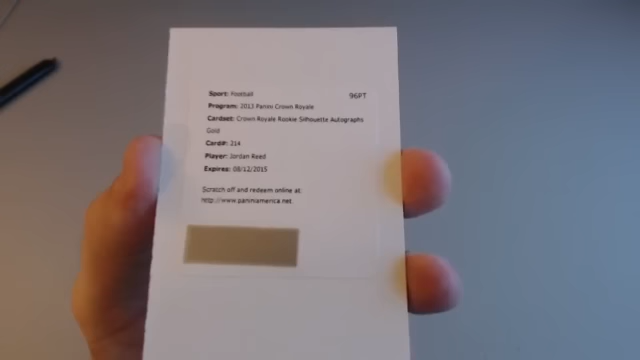 Sport: Football
96PT
Program: 2013 Panini Crown Royale
Cardset: Crown Royale Rookie Silhouette Autographs
Gold
Card#: 214
Player: Jordan Reed
Expires: 08/12/2015
Scratch off and redeem online at:
http://www.paniniamerica.net.